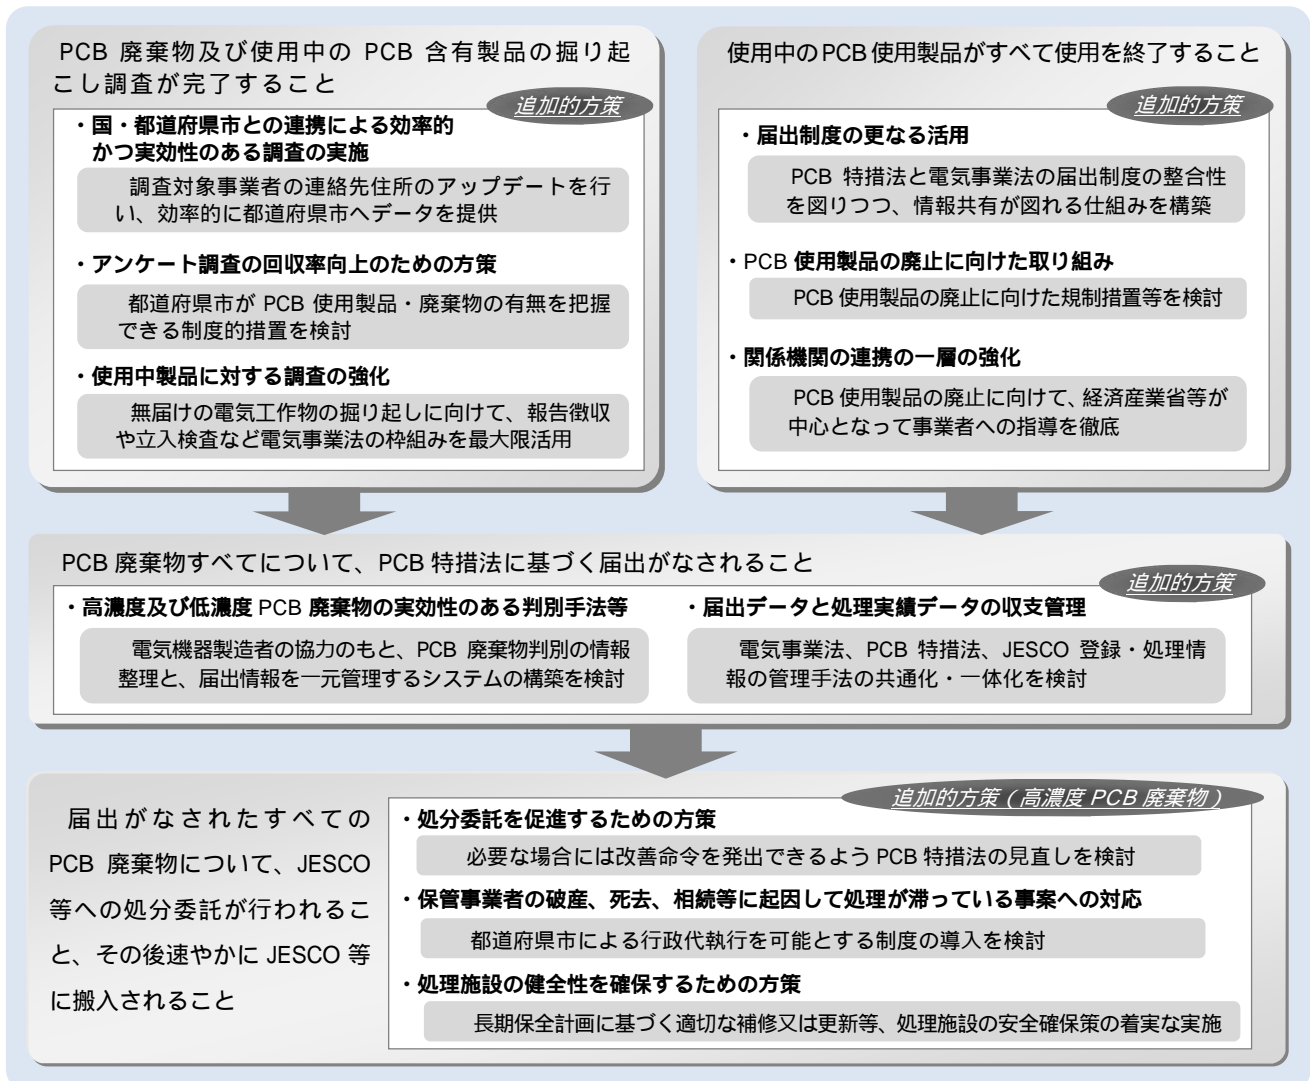 PCB 廃棄物及び使用中の PCB 含有製品の掘り起
こし調査が完了すること
追加的方策
・国・都道府県市との連携による効率的
かつ実効性のある調査の実施
調査対象事業者の連絡先住所のアップデートを行
い、効率的に都道府県市へデータを提供
・アンケート調査の回収率向上のための方策
都道府県市が PCB 使用製品・廃棄物の有無を把握
できる制度的措置を検討
・使用中製品に対する調査の強化
無届けの電気工作物の掘り起しに向けて、報告徴収
や立入検査など電気事業法の枠組みを最大限活用
使用中のPCB使用製品がすべて使用を終了すること
追加的方策
・届出制度の更なる活用
PCB 特措法と電気事業法の届出制度の整合性
を図りつつ、情報共有が図れる仕組みを構築
・PCB 使用製品の廃止に向けた取り組み
PCB 使用製品の廃止に向けた規制措置等を検討
・関係機関の連携の一層の強化
PCB 使用製品の廃止に向けて、経済産業省等が
中心となって事業者への指導を徹底
PCB 廃棄物すべてについて、PCB 特措法に基づく届出がなされること
追加的方策
・高濃度及び低濃度 PCB 廃棄物の実効性のある判別手法等
電気機器製造者の協力のもと、PCB 廃棄物判別の情報
整理と、届出情報を一元管理するシステムの構築を検討
・届出データと処理実績データの収支管理
電気事業法、PCB 特措法、JESCO 登録・処理情
報の管理手法の共通化・一体化を検討
届出がなされたすべての
PCB 廃棄物について、JESCO
等への処分委託が行われるこ
と、その後速やかに JESCO 等
に搬入されること
追加的方策（高濃度 PCB 廃棄物）
・処分委託を促進するための方策
必要な場合には改善命令を発出できるよう PCB 特措法の見直しを検討
・保管事業者の破産、死去、相続等に起因して処理が滞っている事案への対応
都道府県市による行政代執行を可能とする制度の導入を検討
・処理施設の健全性を確保するための方策
長期保全計画に基づく適切な補修又は更新等、処理施設の安全確保策の着実な実施